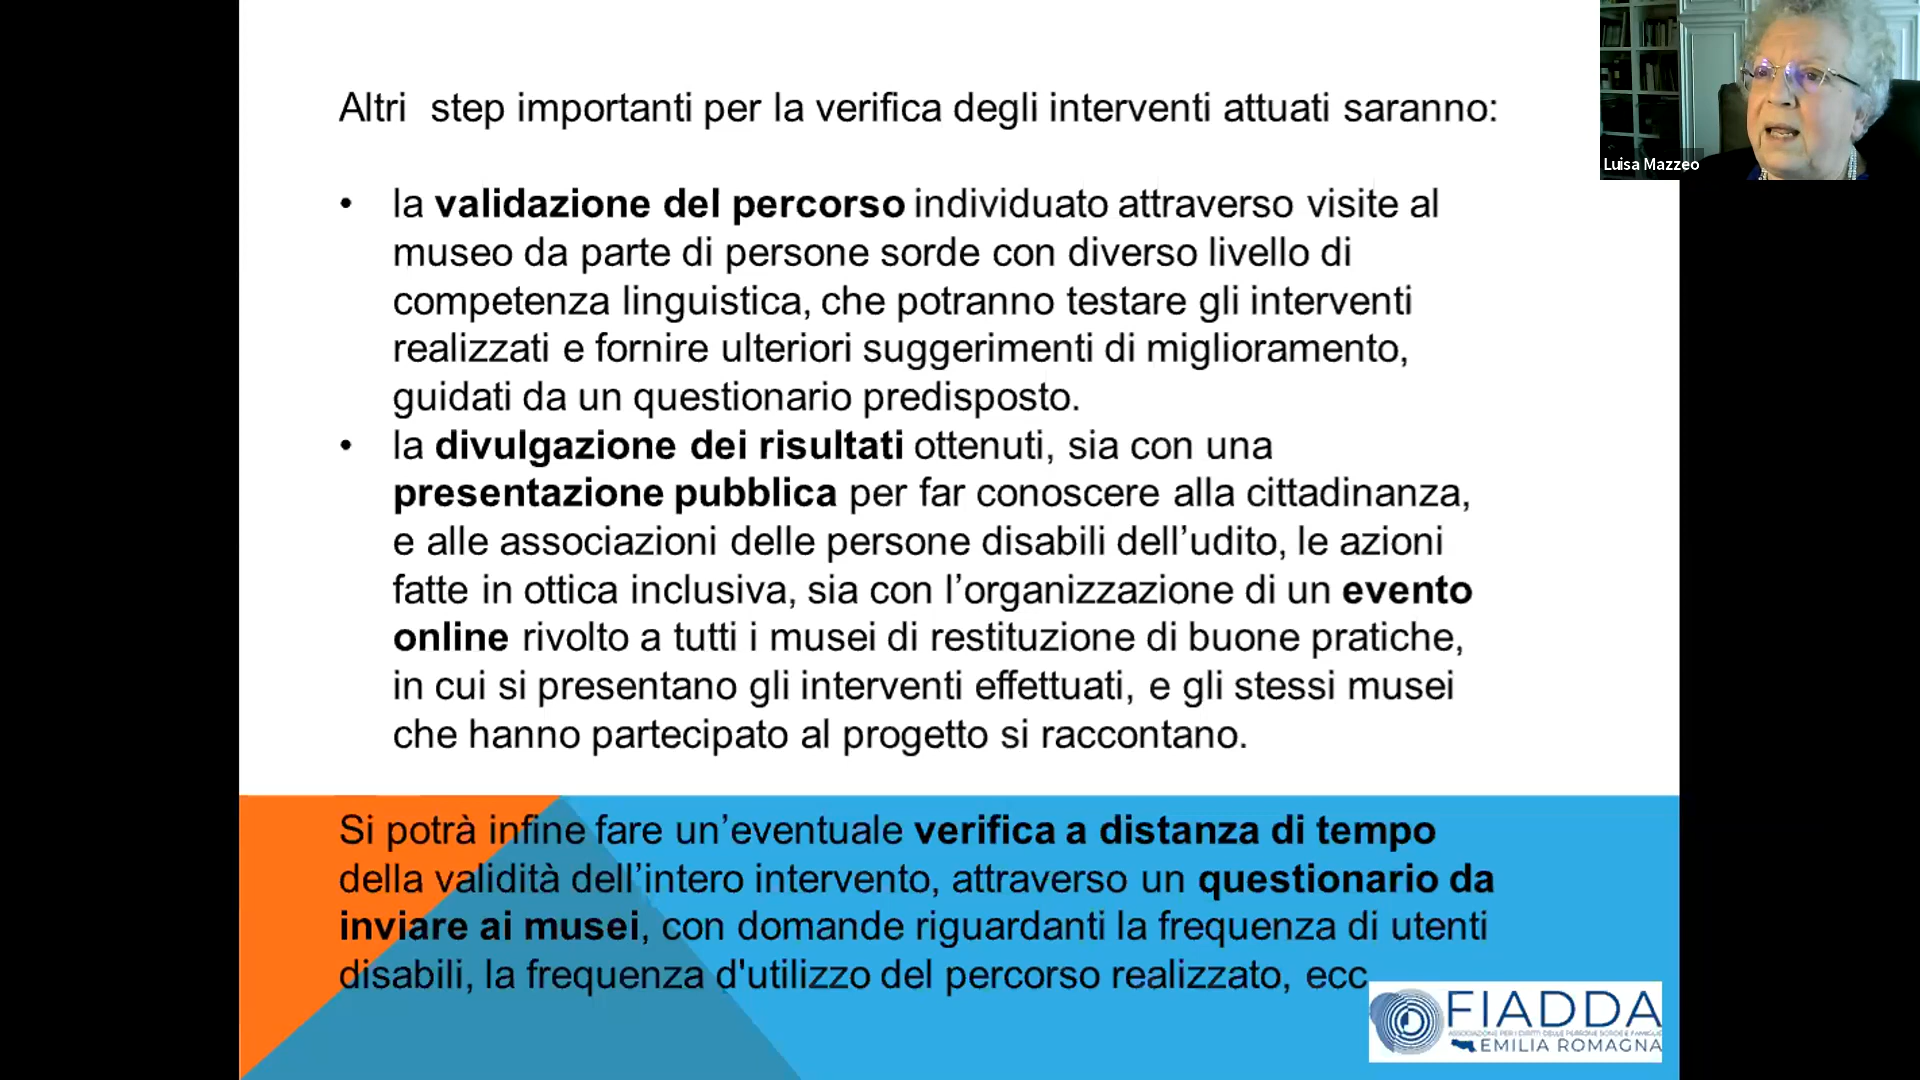 Altri  step importanti per la verifica degli interventi attuati saranno:
• la validazione del percorso individuato attraverso visite al
museo da parte di persone sorde con diverso livello di
competenza linguistica, che potranno testare gli interventi
realizzati e fornire ulteriori suggerimenti di miglioramento,
guidati da un questionario predisposto.
• la divulgazione dei risultati ottenuti, sia con una
presentazione pubblica per far conoscere alla cittadinanza,
e alle associazioni delle persone disabili dell’udito, le azioni
fatte in ottica inclusiva, sia con l’organizzazione di un evento
online rivolto a tutti i musei di restituzione di buone pratiche,
in cui si presentano gli interventi effettuati, e gli stessi musei
che hanno partecipato al progetto si raccontano.
Si potrà infine fare un’eventuale verifica a distanza di tempo
della validità dell’intero intervento, attraverso un questionario da
inviare ai musei, con domande riguardanti la frequenza di utenti
disabili, la frequenza d'utilizzo del percorso realizzato, ecc
FIADDA
ASSOCIAZIONE PER I DIRITTI DELLE PERSONE SORDE E FAMIGLIE
EMILIA ROMAGNA
Luisa Mazzeo